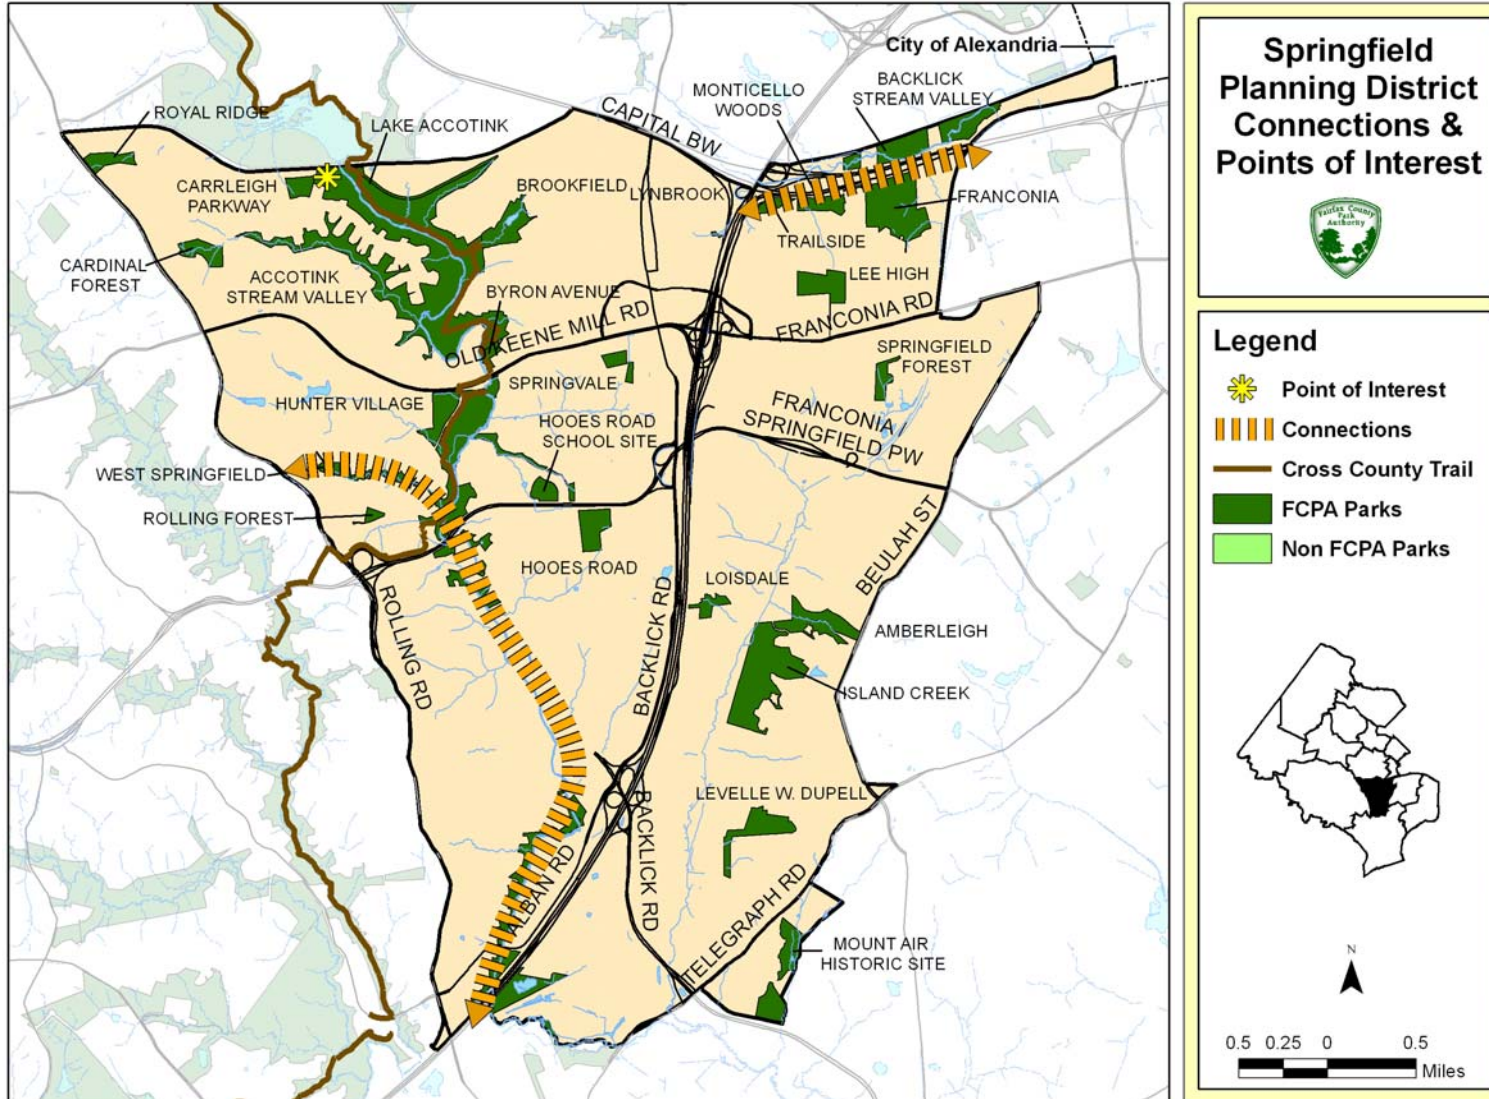 City of Alexandria
MONTICELLO
WOODS
BACKLICK
STREAM VALLEY
CAPITAL BW
ROYAL RIDGE
LAKE ACCOTINK
CARRLEIGH
PARKWAY
BROOKFIELD
LYNBROOK
FRANCONIA
TRAILSIDE
CARDINAL
FOREST
ACCOTINK
STREAM VALLEY
LEE HIGH
BYRON AVENUE
OLD KEENE MILL RD
FRANCONIA RD
SPRINGFIELD
FOREST
SPRINGVALE
HUNTER VILLAGE
HOOES ROAD
SCHOOL SITE
FRANCONIA
SPRINGFIELD PW
WEST SPRINGFIELD
ROLLING FOREST
BEULAH ST
HOOES ROAD
LOISDALE
ROLLING RD
BACKLICK RD
AMBERLEIGH
ISLAND CREEK
LEVELLE W. DUPELL
ALBAN RD
BACKLICK RD
TELEGRAPH RD
MOUNT AIR
HISTORIC SITE
Springfield
Planning District
Connections &
Points of Interest
Fairfax County
Park
Authority
Legend
Point of Interest
Connections
Cross County Trail
FCPA Parks
Non FCPA Parks
N
0.5 0.25 0 0.5
Miles